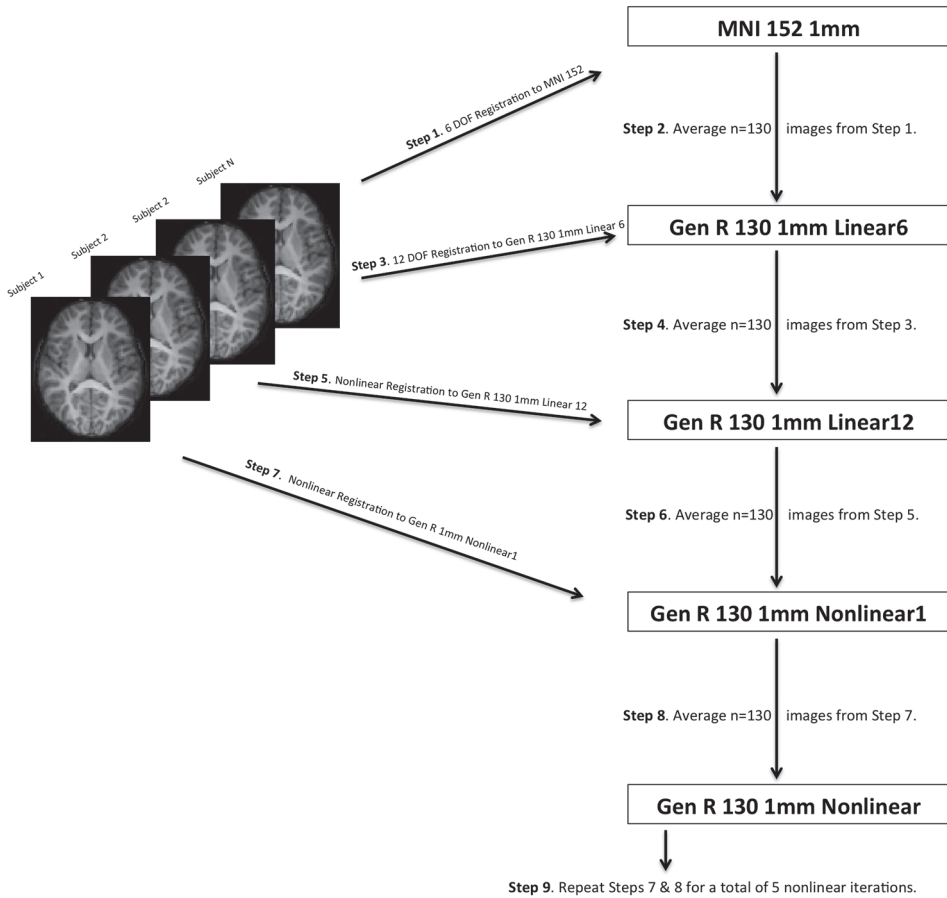 MNI 152 1mm
Step 1. 6 DOF Registration to MNI 152
Step 2. Average n=130 images from Step 1.
Subject N
Subject 2
Subject 2
Subject 1
Gen R 130 1mm Linear6
Step 3. 12 DOF Registration to Gen R 130 1mm Linear 6
Step 4. Average n=130 images from Step 3.
Step 5. Nonlinear Registration to Gen R 130 1mm Linear 12
Gen R 130 1mm Linear12
Step 6. Average n=130 images from Step 5.
Step 7. Nonlinear Registration to Gen R 1mm Nonlinear1
Gen R 130 1mm Nonlinear1
Step 8. Average n=130 images from Step 7.
Gen R 130 1mm Nonlinear
Step 9. Repeat Steps 7 & 8 for a total of 5 nonlinear iterations.